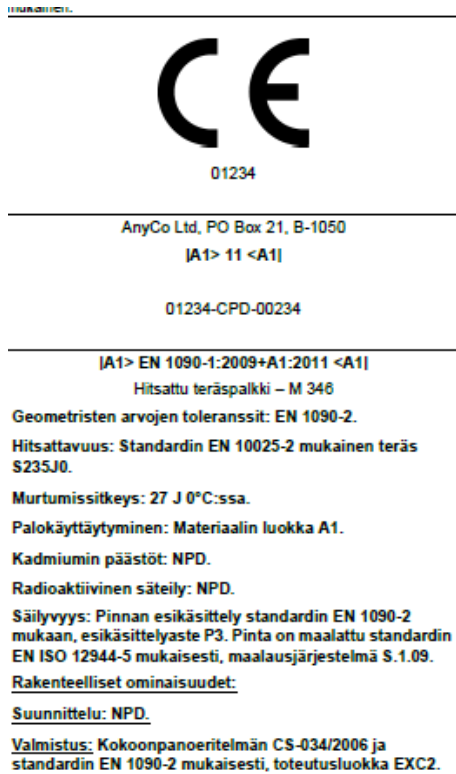 mukainen.
CE
01234
AnyCo Ltd, PO Box 21, B-1050
|A1> 11 <A1|
01234-CPD-00234
|A1> EN 1090-1:2009+A1:2011 <A1|
Hitsattu teräspalkki – M 346
Geometristen arvojen toleranssit: EN 1090-2.
Hitsattavuus: Standardin EN 10025-2 mukainen teräs
S235J0.
Murtumissitkeys: 27 J 0°C:ssa.
Palokäyttäytyminen: Materiaalin luokka A1.
Kadmiumin päästöt: NPD.
Radioaktiivinen säteily: NPD.
Säilyvyys: Pinnan esikäsittely standardin EN 1090-2
mukaan, esikäsittelyaste P3. Pinta on maalattu standardin
EN ISO 12944-5 mukaisesti, maalausjärjestelmä S.1.09.
Rakenteelliset ominaisuudet:
Suunnittelu: NPD.
Valmistus: Kokoonpanoeritelmän CS-034/2006 ja
standardin EN 1090-2 mukaisesti, toteutusluokka EXC2.